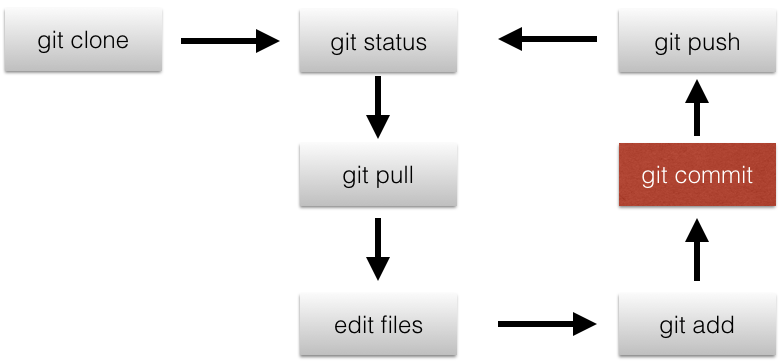 git clone
git status
git push
git pull
git commit
edit files
git add